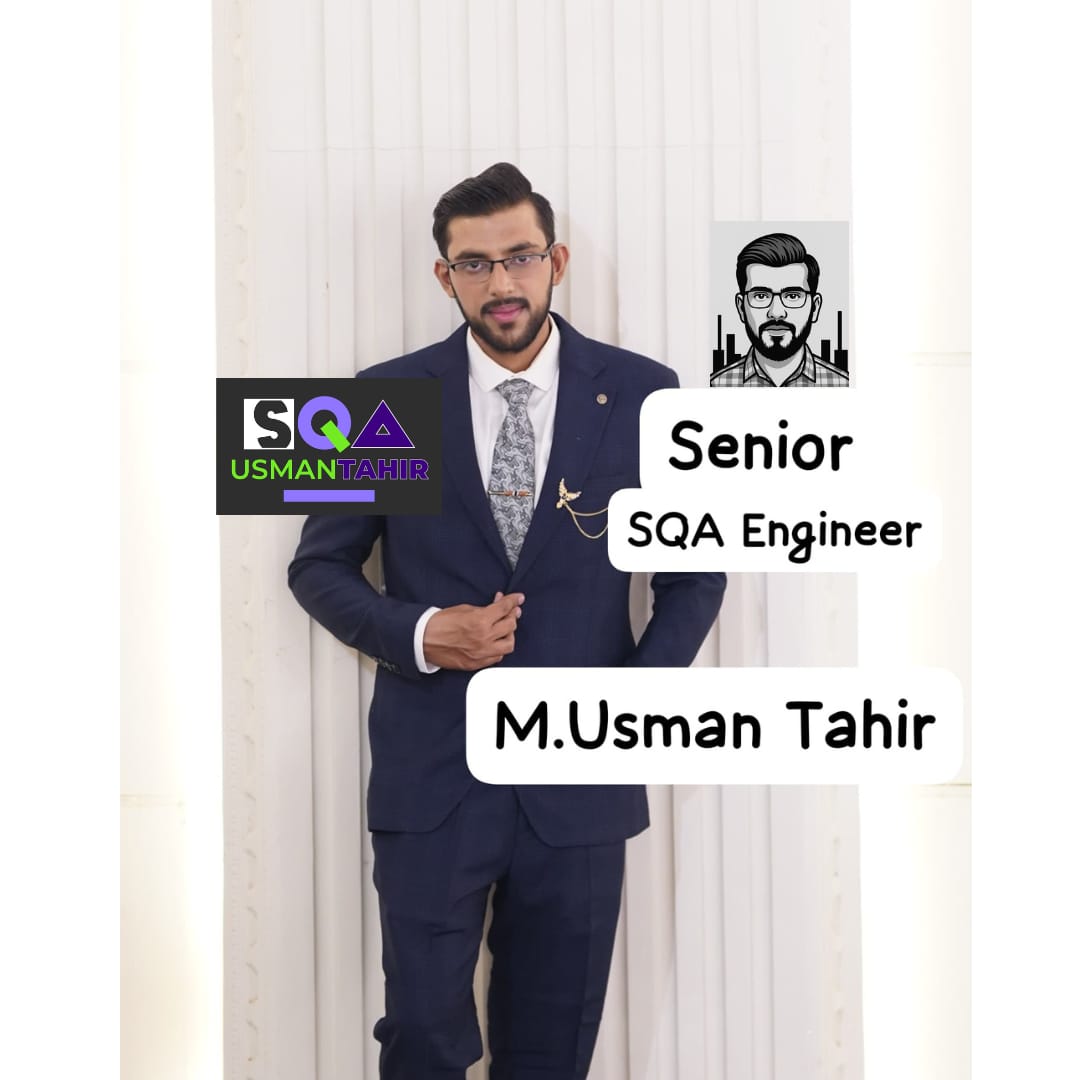 SQA
USMANTAHIR
Senior
SQA Engineer
M.Usman Tahir